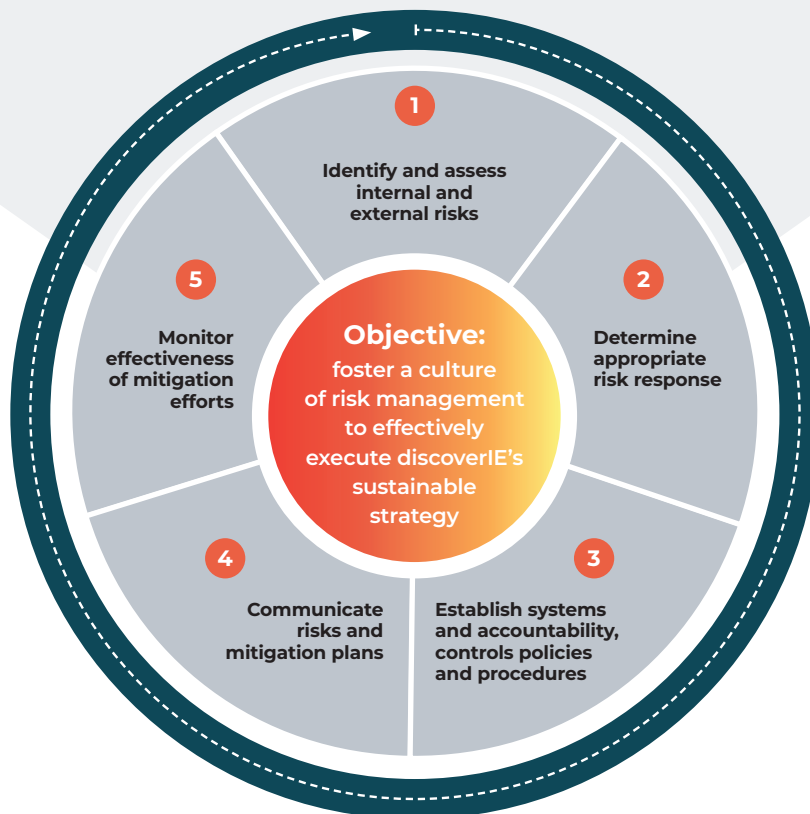 1
Identify and assess
internal and
external risks
2
Determine
appropriate
risk response
3
Establish systems
and accountability,
controls policies
and procedures
4
Communicate
risks and
mitigation plans
5
Monitor
effectiveness
of mitigation
efforts
Objective:
foster a culture
of risk management
to effectively
execute discoverIE’s
sustainable
strategy